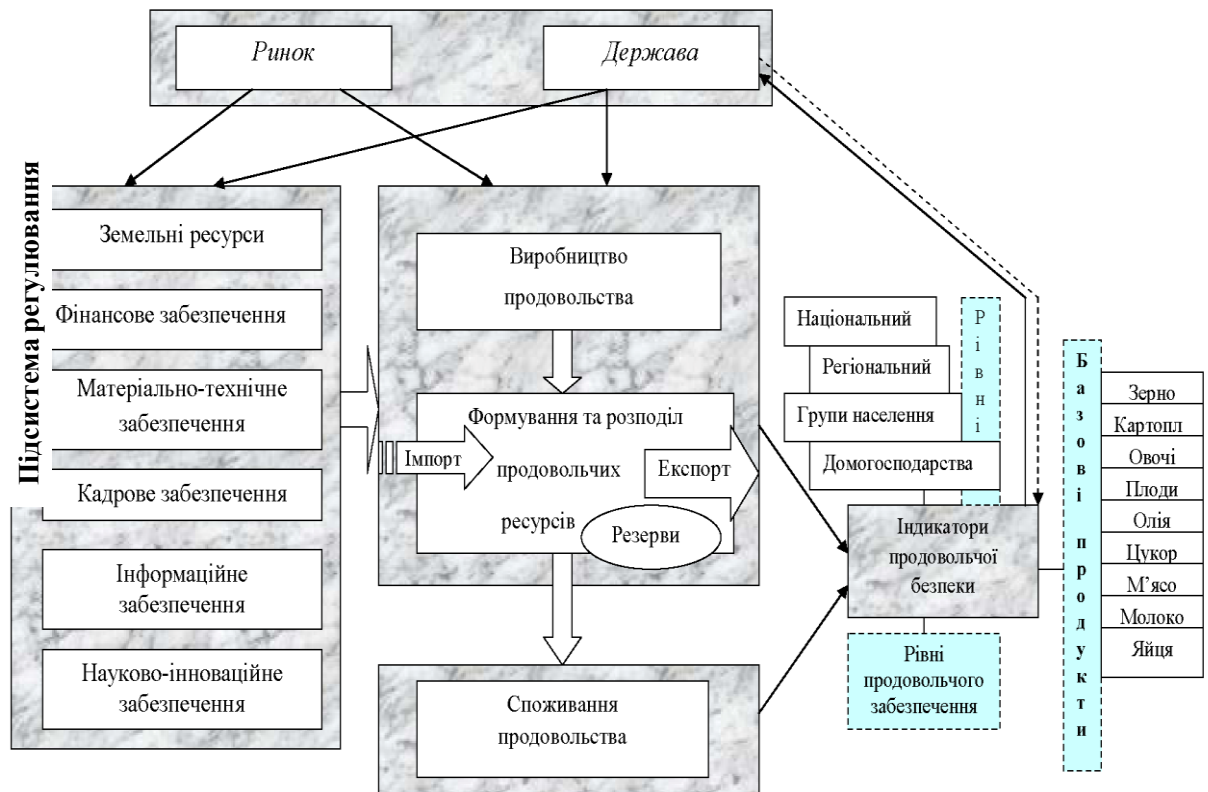 Ринок
Держава
Підсистема регулювання
Земельні ресурси
Фінансове забезпечення
Матеріально-технічне
забезпечення
Кадрове забезпечення
Інформаційне
забезпечення
Науково-інноваційне
забезпечення
Виробництво
продовольства
Формування та розподіл
Імпорт
продовольчих
Експорт
ресурсів
Резерви
Споживання
продовольства
Національний
Регіональний
Групи населення
Домогосподарства
Рівні
Індикатори
продовольчої
безпеки
Рівні
продовольчого
забезпечення
Базові продукти
Зерно
Картопл
Овочі
Плоди
Олія
Цукор
М’ясо
Молоко
Яйця